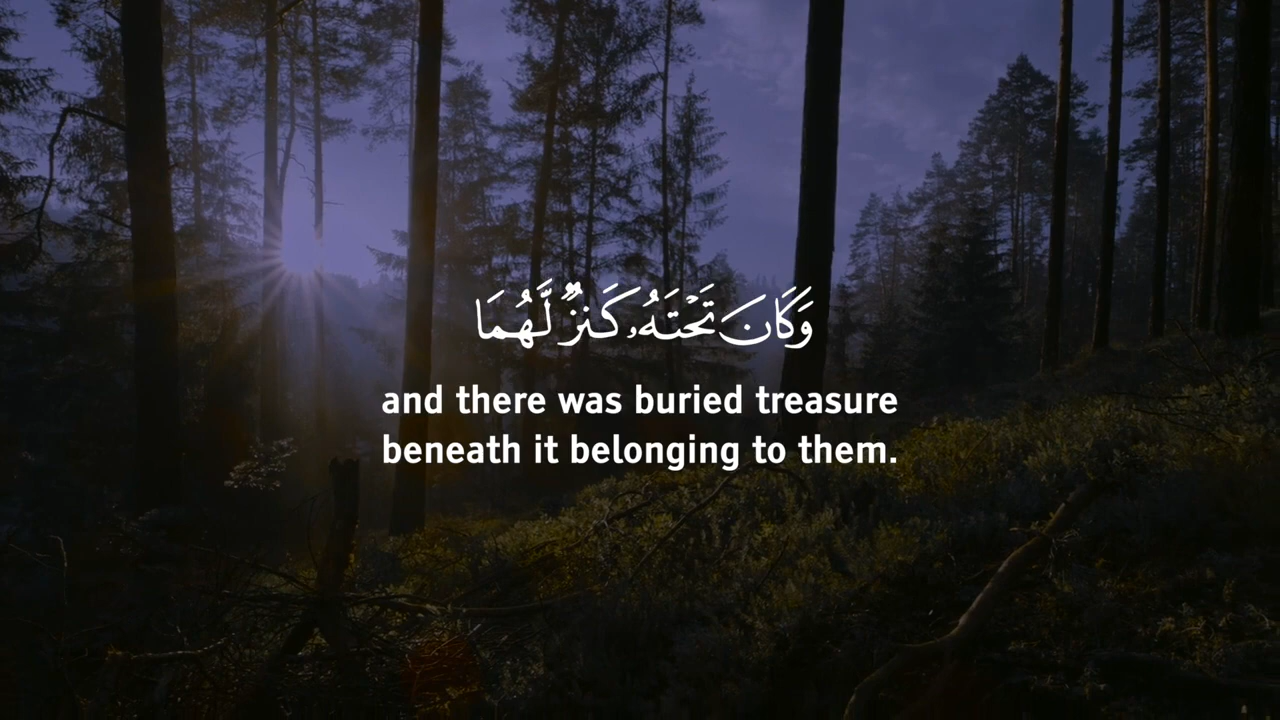 وَكَانَ تَحْتَهُۥ كَنزٌ لَّهُمَا
and there was buried treasure
beneath it belonging to them.